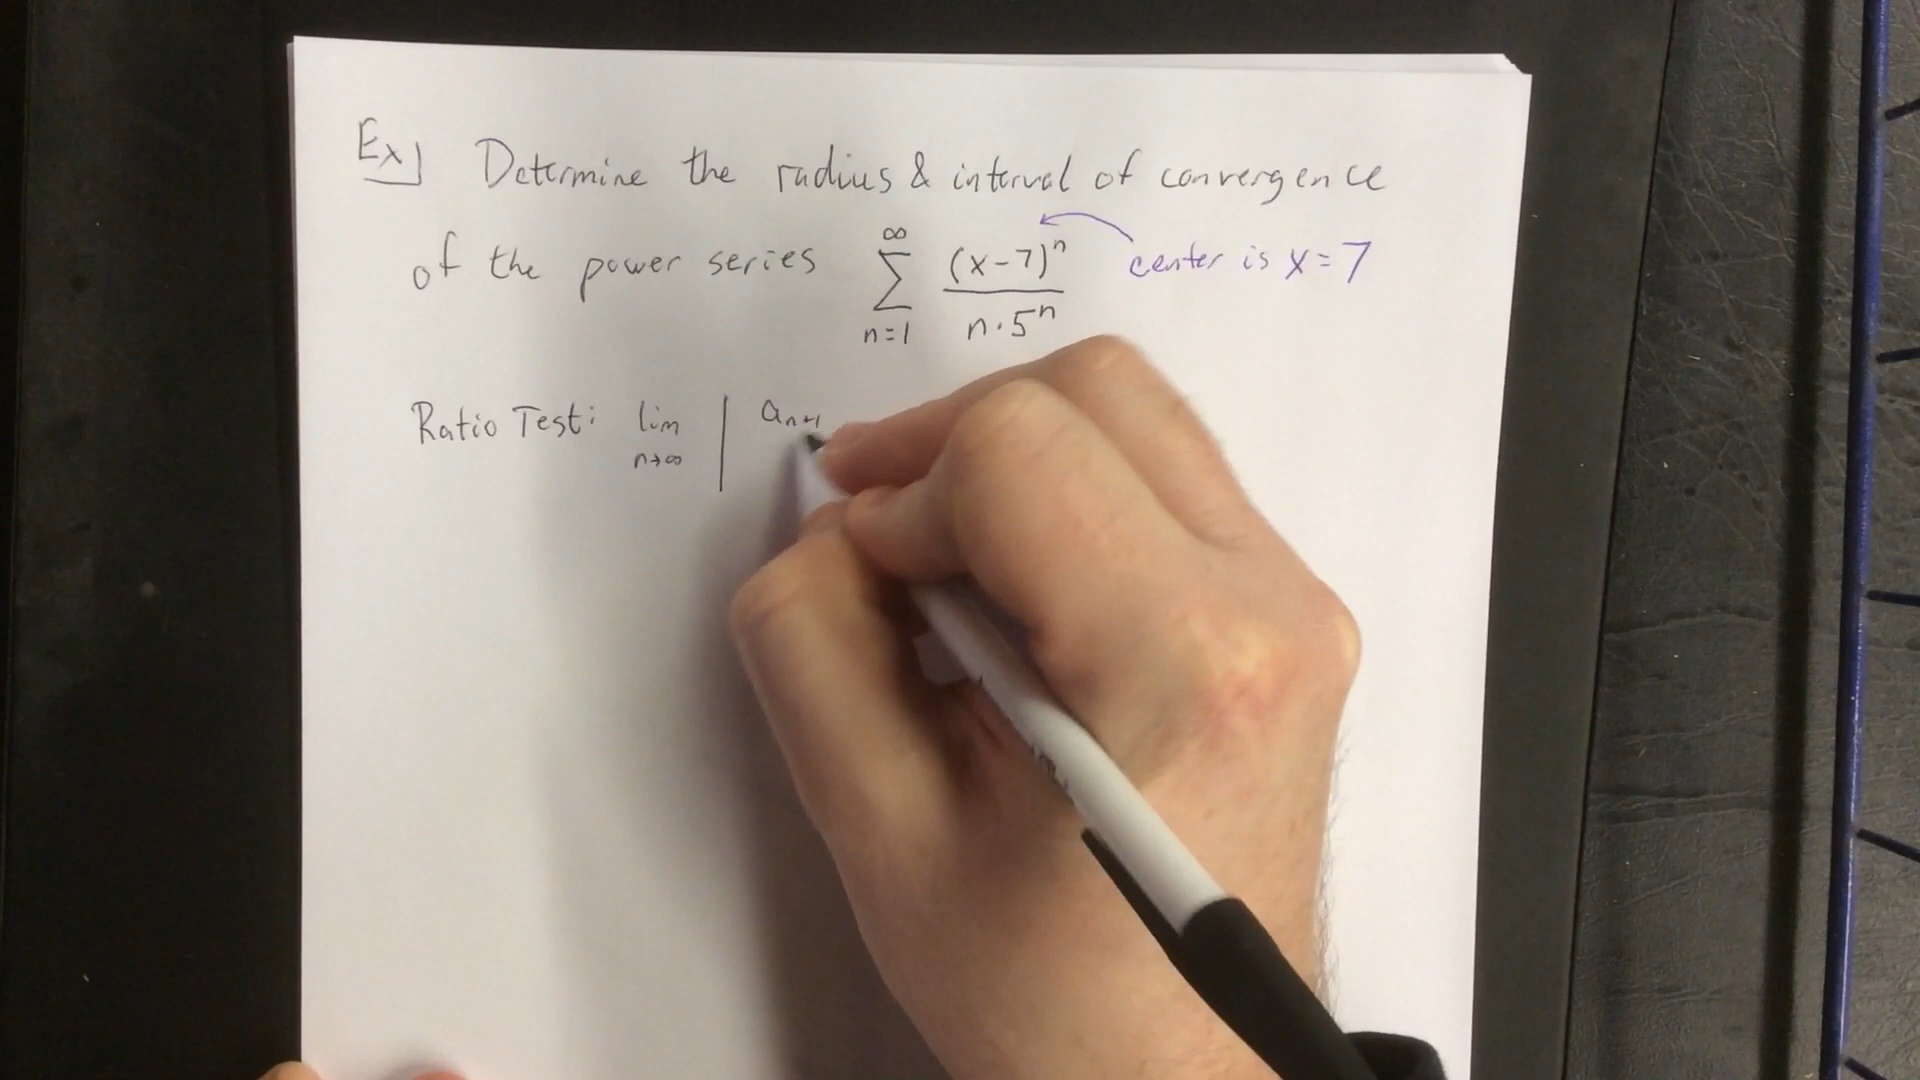 Ex] Determine the radius & interval of convergence
of the power series ∑_{n=1}^{∞} (x-7)^n / (n·5^n) center is x=7
Ratio Test: lim_{n→∞} | a_{n+1}